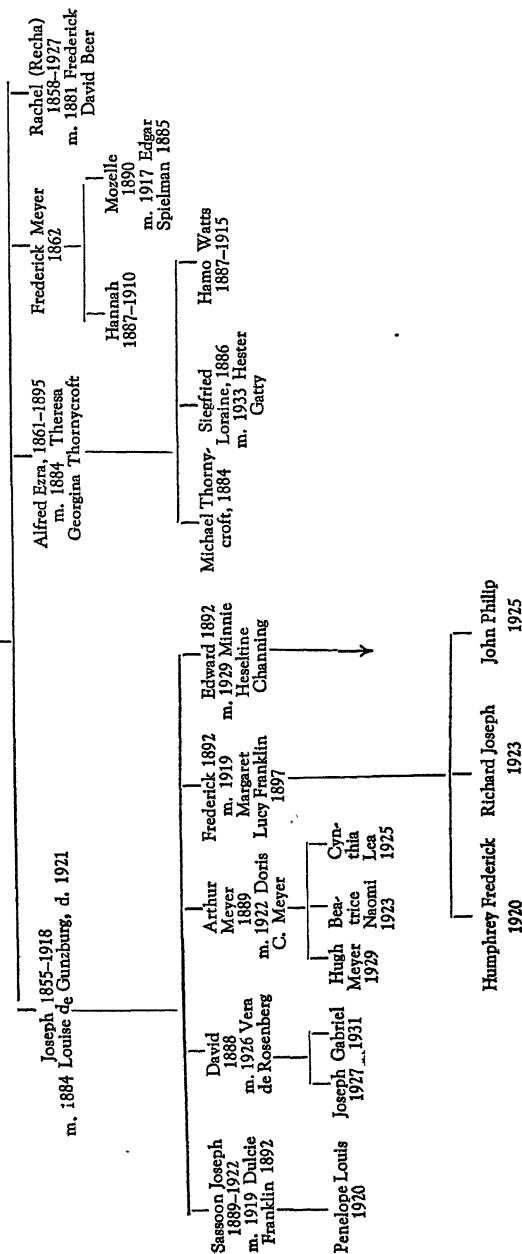 Joseph 1855–1918
m. 1884 Louise de Gunzburg, d. 1921
Alfred Ezra, 1861–1895
m. 1884 Theresa
Georgina Thornycroft
Frederick Meyer
1862
Rachel (Recha)
1858–1927
m. 1881 Frederick
David Beer
Hannah
1887–1910
Mozelle
1890
m. 1917 Edgar
Spielman 1885
Sassoon Joseph
1889–1922
m. 1919 Dulcie
Franklin 1892
David
1888
m. 1926 Vera
de Rosenberg
Arthur
Meyer
1889
m. 1922 Doris
C. Meyer
Frederick 1892
m. 1919
Margaret
Lucy Franklin
1897
Edward 1892
m. 1929 Minnie
Heseltine
Channing
Michael Thorny-
croft, 1884
Siegfried
Loraine, 1886
m. 1933 Hester
Gatty
Hamo Watts
1887–1915
Penelope Louis
1920
Joseph
1927
Gabriel
1931
Hugh
Meyer
1929
Bea-
trice
Naomi
1923
Cyn-
thia
Lea
1925
Humphrey Frederick
1920
Richard Joseph
1923
John Philip
1925